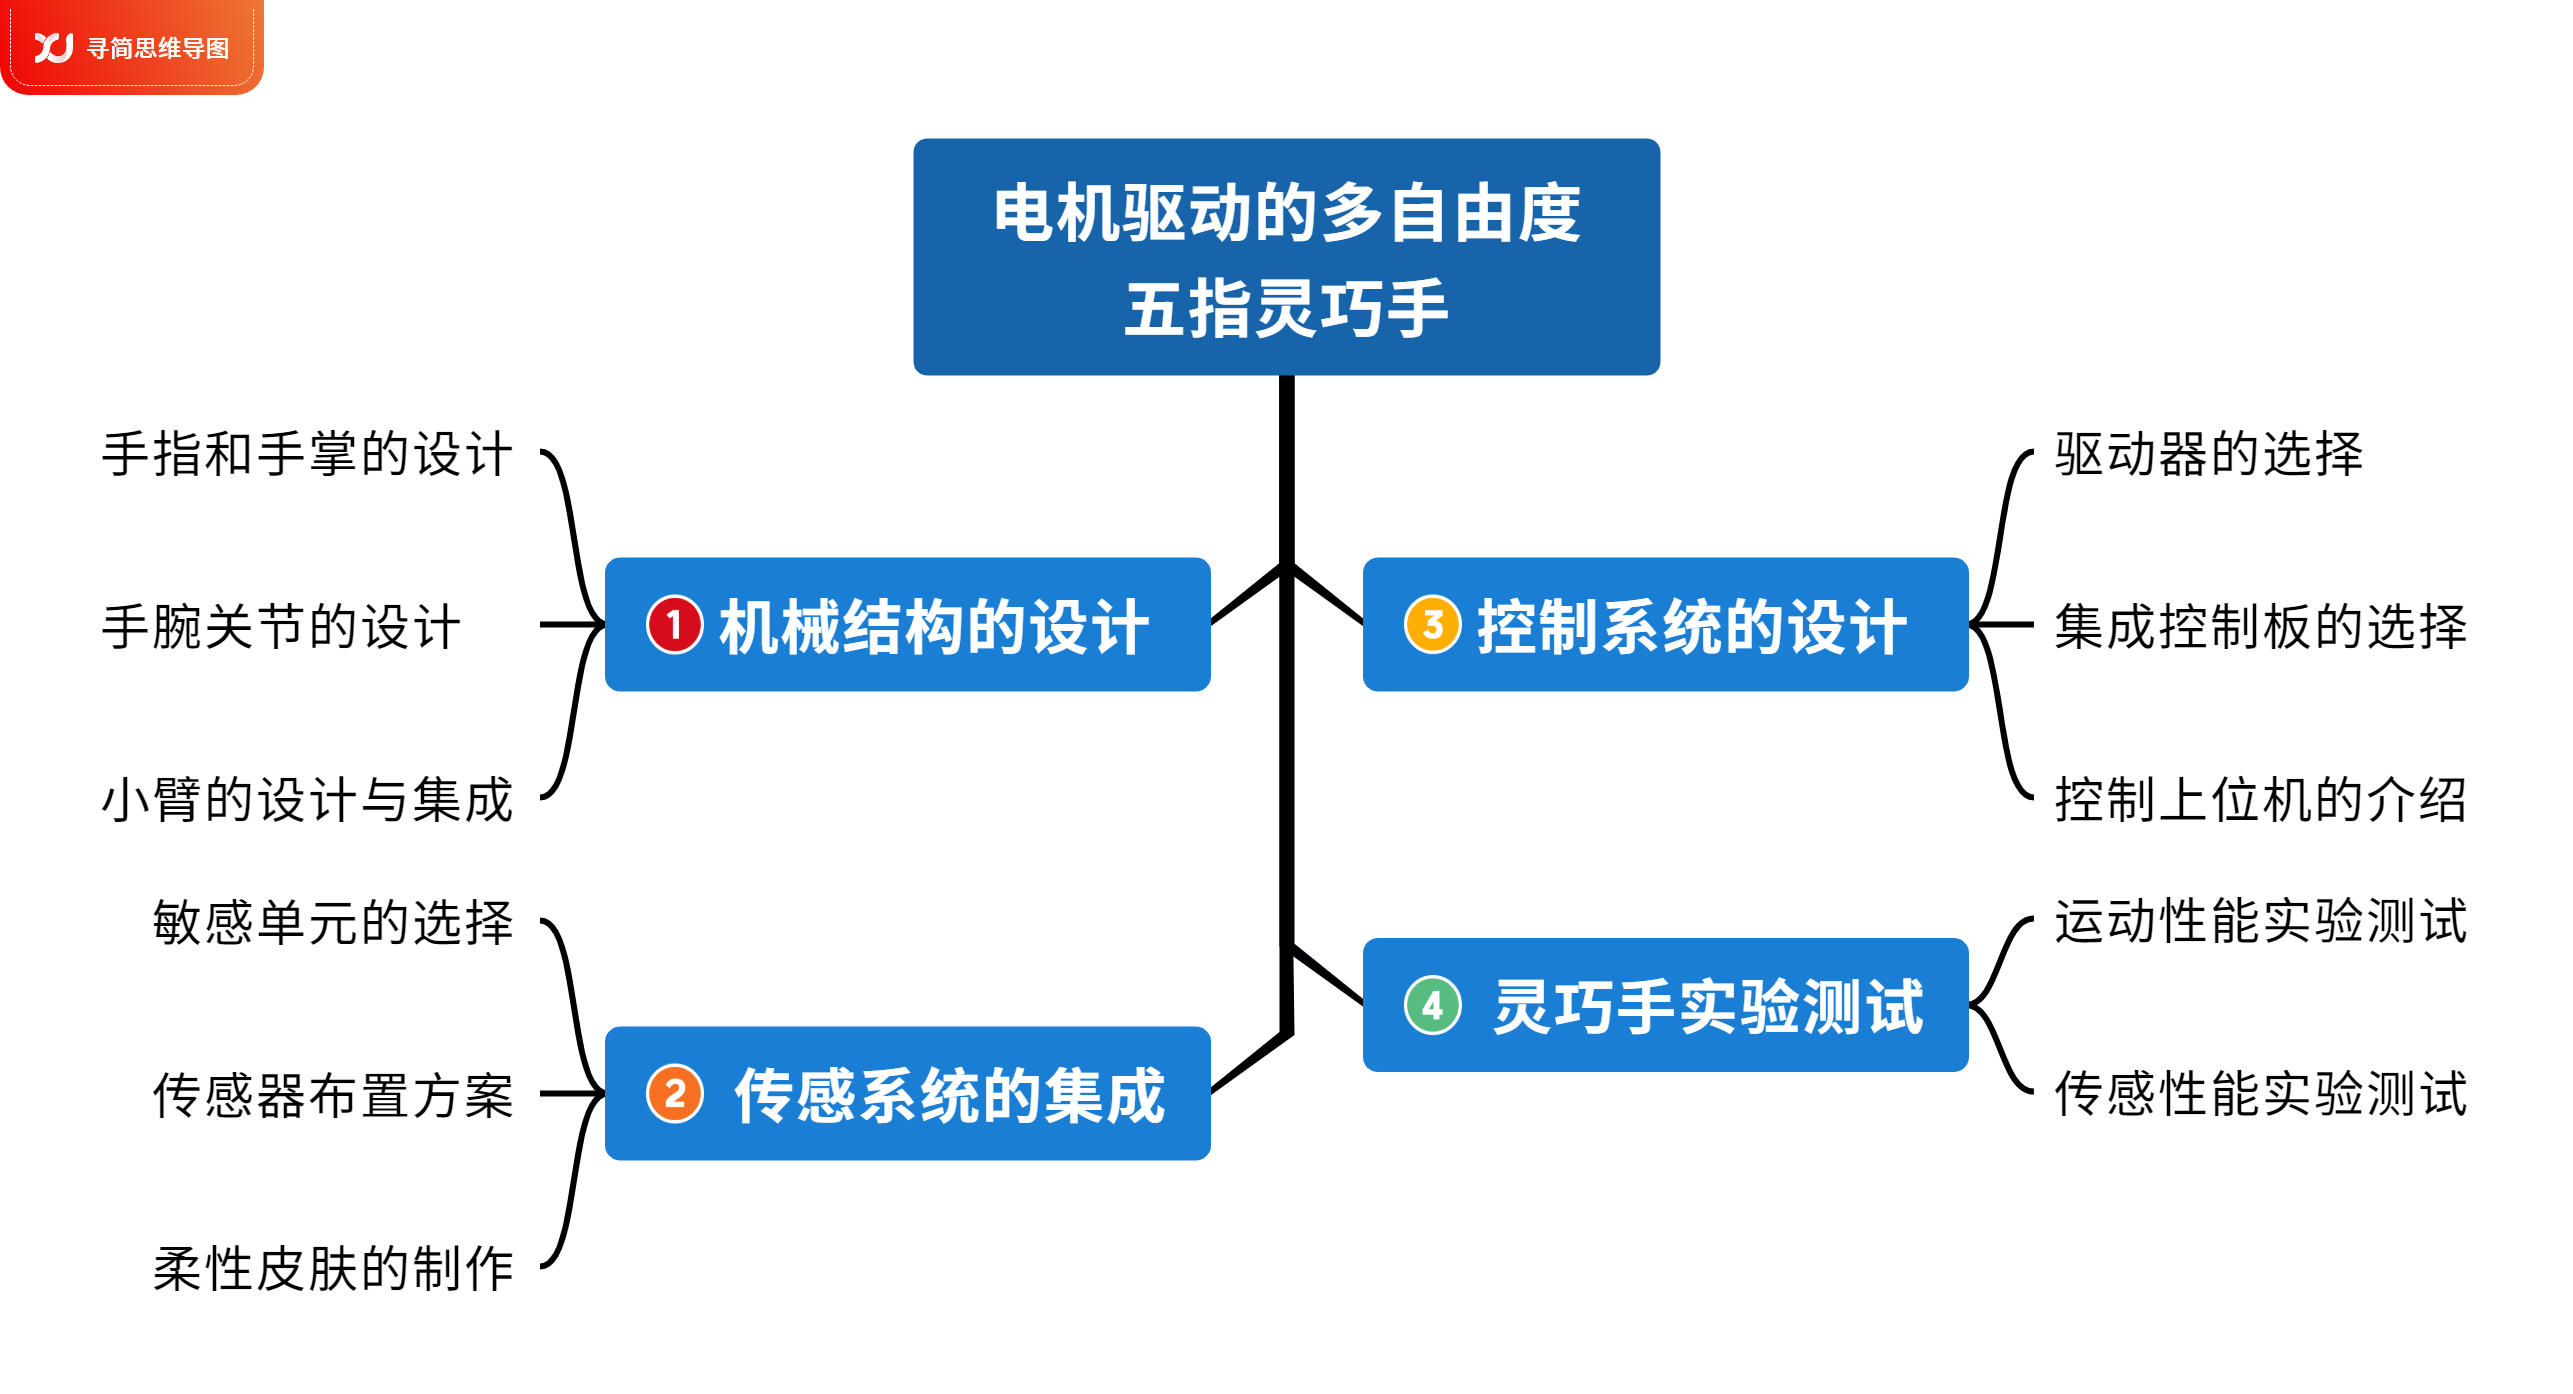 寻简思维导图
电机驱动的多自由度
五指灵巧手
1 机械结构的设计
手指和手掌的设计
手腕关节的设计
小臂的设计与集成
2 传感系统的集成
敏感单元的选择
传感器布置方案
柔性皮肤的制作
3 控制系统的设计
驱动器的选择
集成控制板的选择
控制上位机的介绍
4 灵巧手实验测试
运动性能实验测试
传感性能实验测试